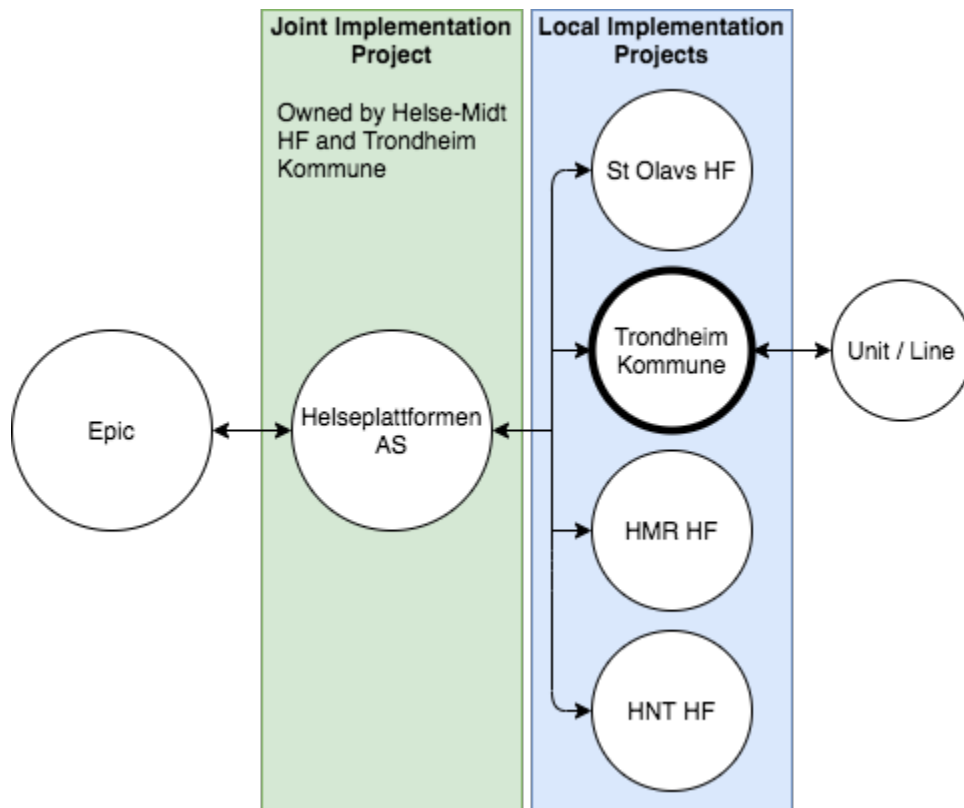 Joint Implementation
Project
Owned by Helse-Midt
HF and Trondheim
Kommune
Local Implementation
Projects
St Olavs HF
Epic
Helseplattformen
AS
Trondheim
Kommune
Unit / Line
HMR HF
HNT HF